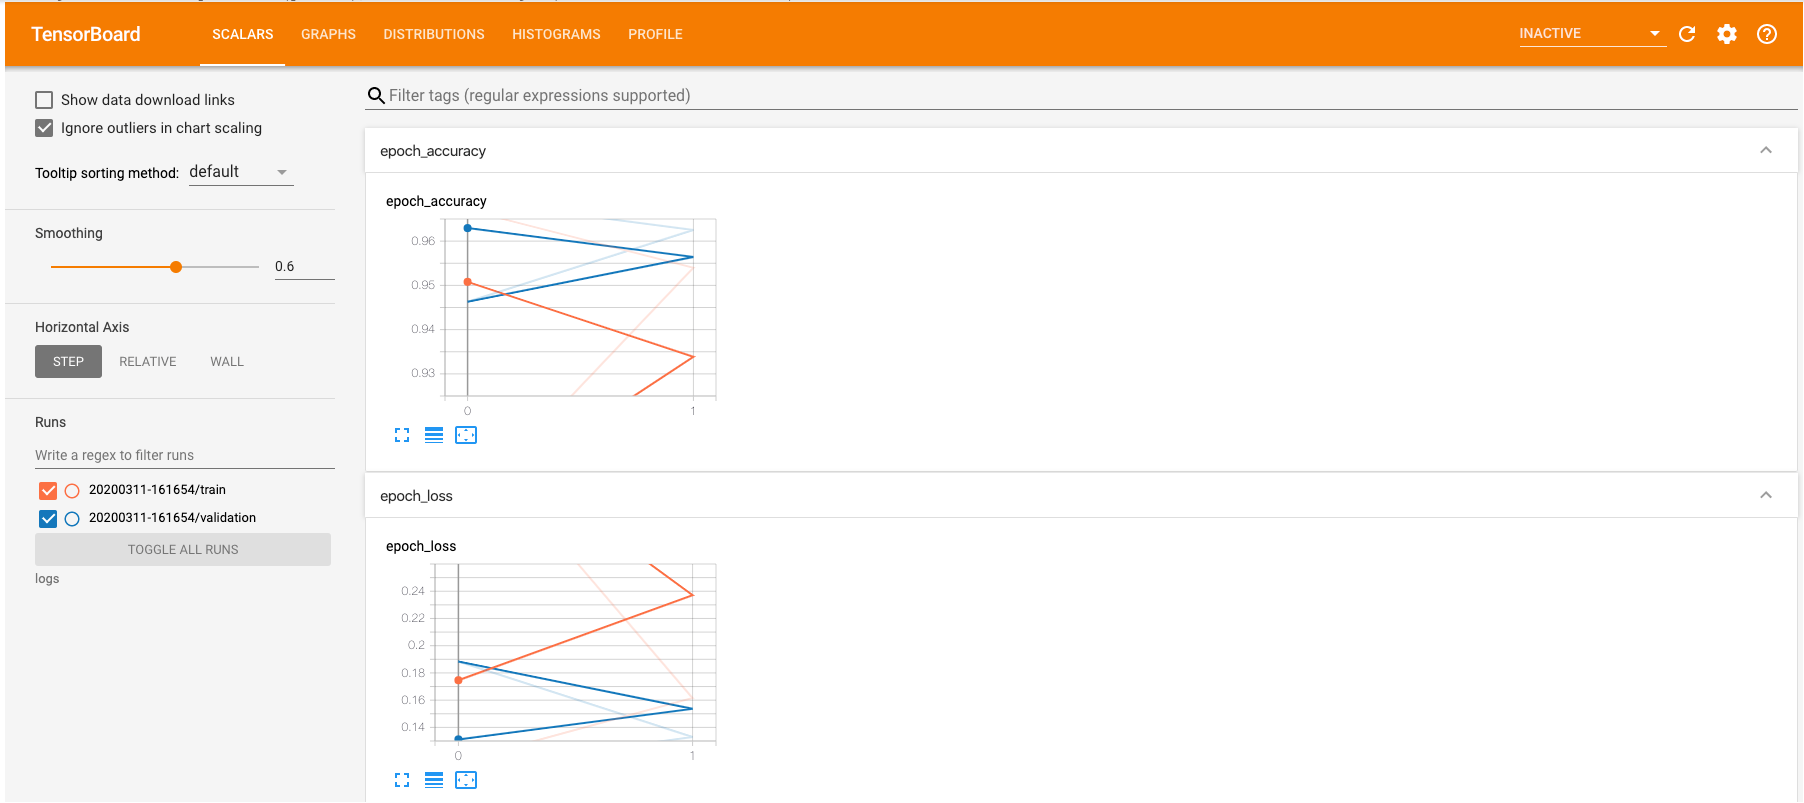 TensorBoard SCALARS GRAPHS DISTRIBUTIONS HISTOGRAMS PROFILE INACTIVE
Show data download links
Ignore outliers in chart scaling
Tooltip sorting method: default
Smoothing
0.6
Horizontal Axis
STEP RELATIVE WALL
Runs
Write a regex to filter runs
20200311-161654/train
20200311-161654/validation
TOGGLE ALL RUNS
logs
Filter tags (regular expressions supported)
epoch_accuracy
epoch_accuracy
0.96
0.95
0.94
0.93
0 1
epoch_loss
epoch_loss
0.24
0.22
0.2
0.18
0.16
0.14
0 1